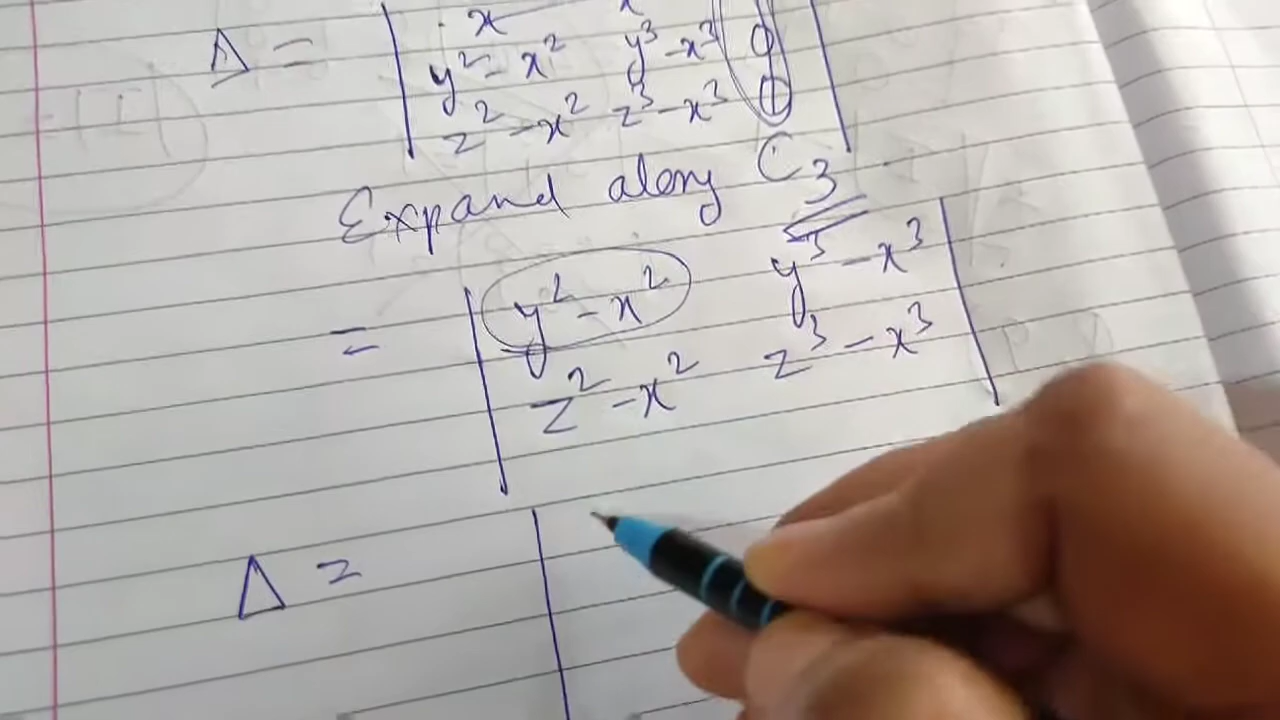 Δ = | x x
y² - x² y³ - x³ 0
z² - x² z³ - x³ 0 |
Expand along C₃
= | y² - x² y³ - x³
z² - x² z³ - x³ |
Δ = |